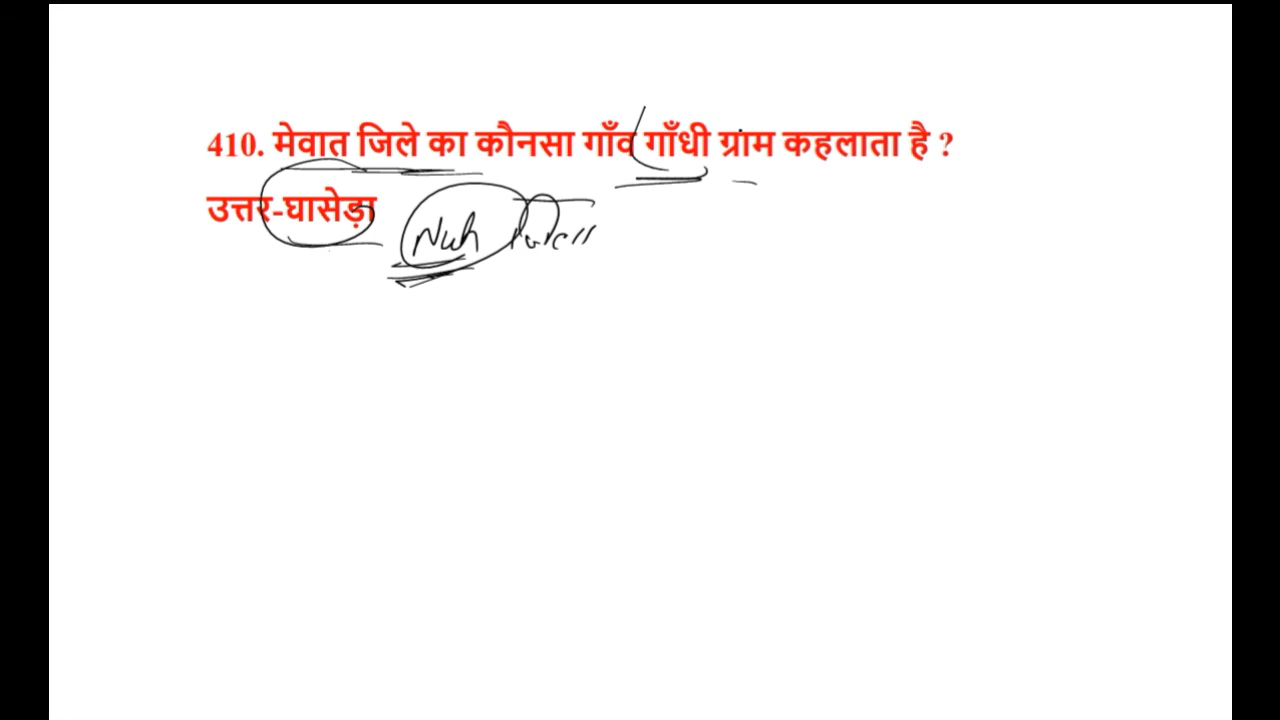 410. मेवात जिले का कौनसा गाँव गाँधी ग्राम कहलाता है ?
उत्तर-घासेड़ा Nuh